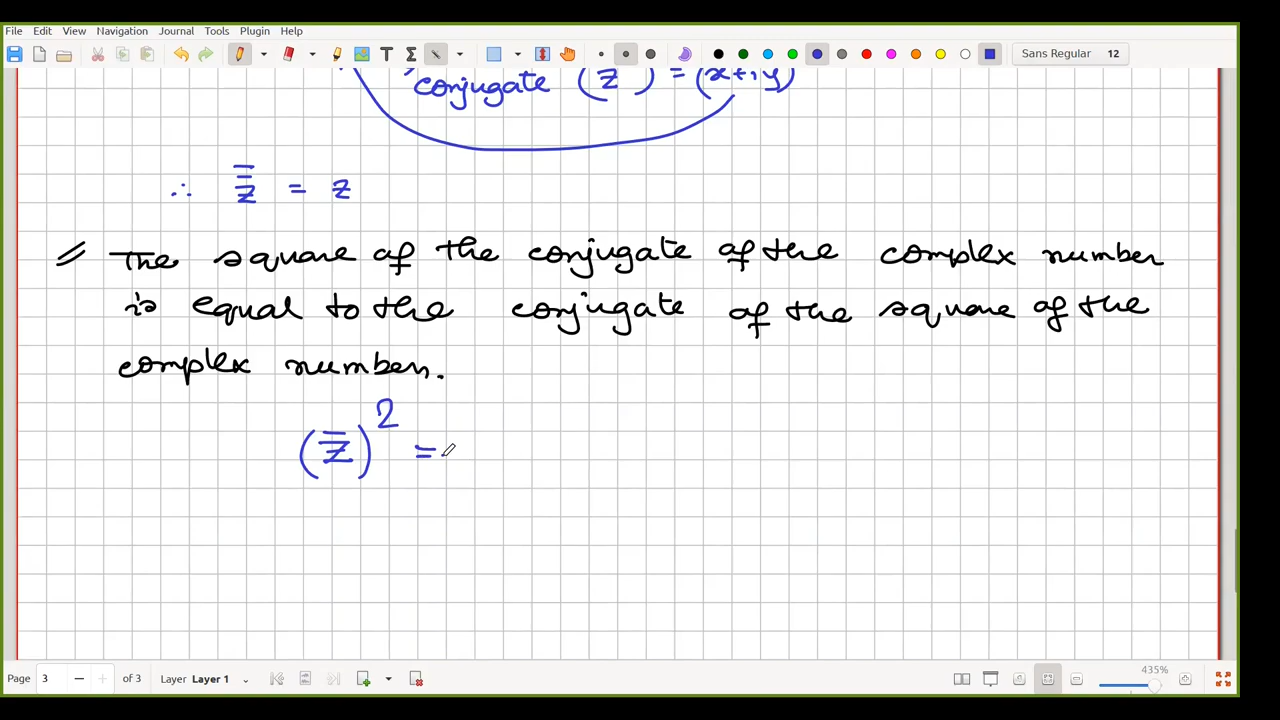 File Edit View Navigation Journal Tools Plugin Help
Sans Regular 12
conjugate (z̄) = (x+iy)
∴ z̿ = z
The square of the conjugate of the complex number
is equal to the conjugate of the square of the
complex number.
(z̄)² =
Page 3 of 3 Layer Layer 1 435%